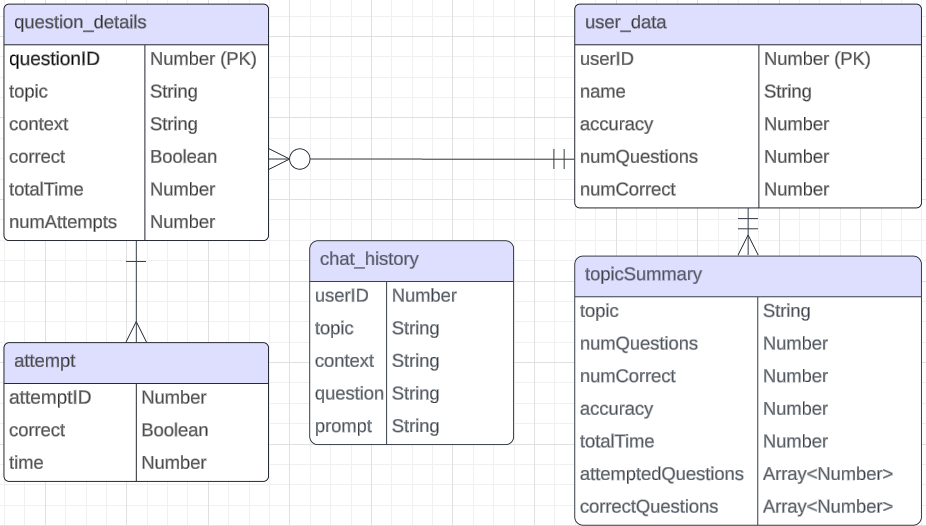 question_details
questionID Number (PK)
topic String
context String
correct Boolean
totalTime Number
numAttempts Number
user_data
userID Number (PK)
name String
accuracy Number
numQuestions Number
numCorrect Number
chat_history
userID Number
topic String
context String
question String
prompt String
attempt
attemptID Number
correct Boolean
time Number
topicSummary
topic String
numQuestions Number
numCorrect Number
accuracy Number
totalTime Number
attemptedQuestions Array<Number>
correctQuestions Array<Number>